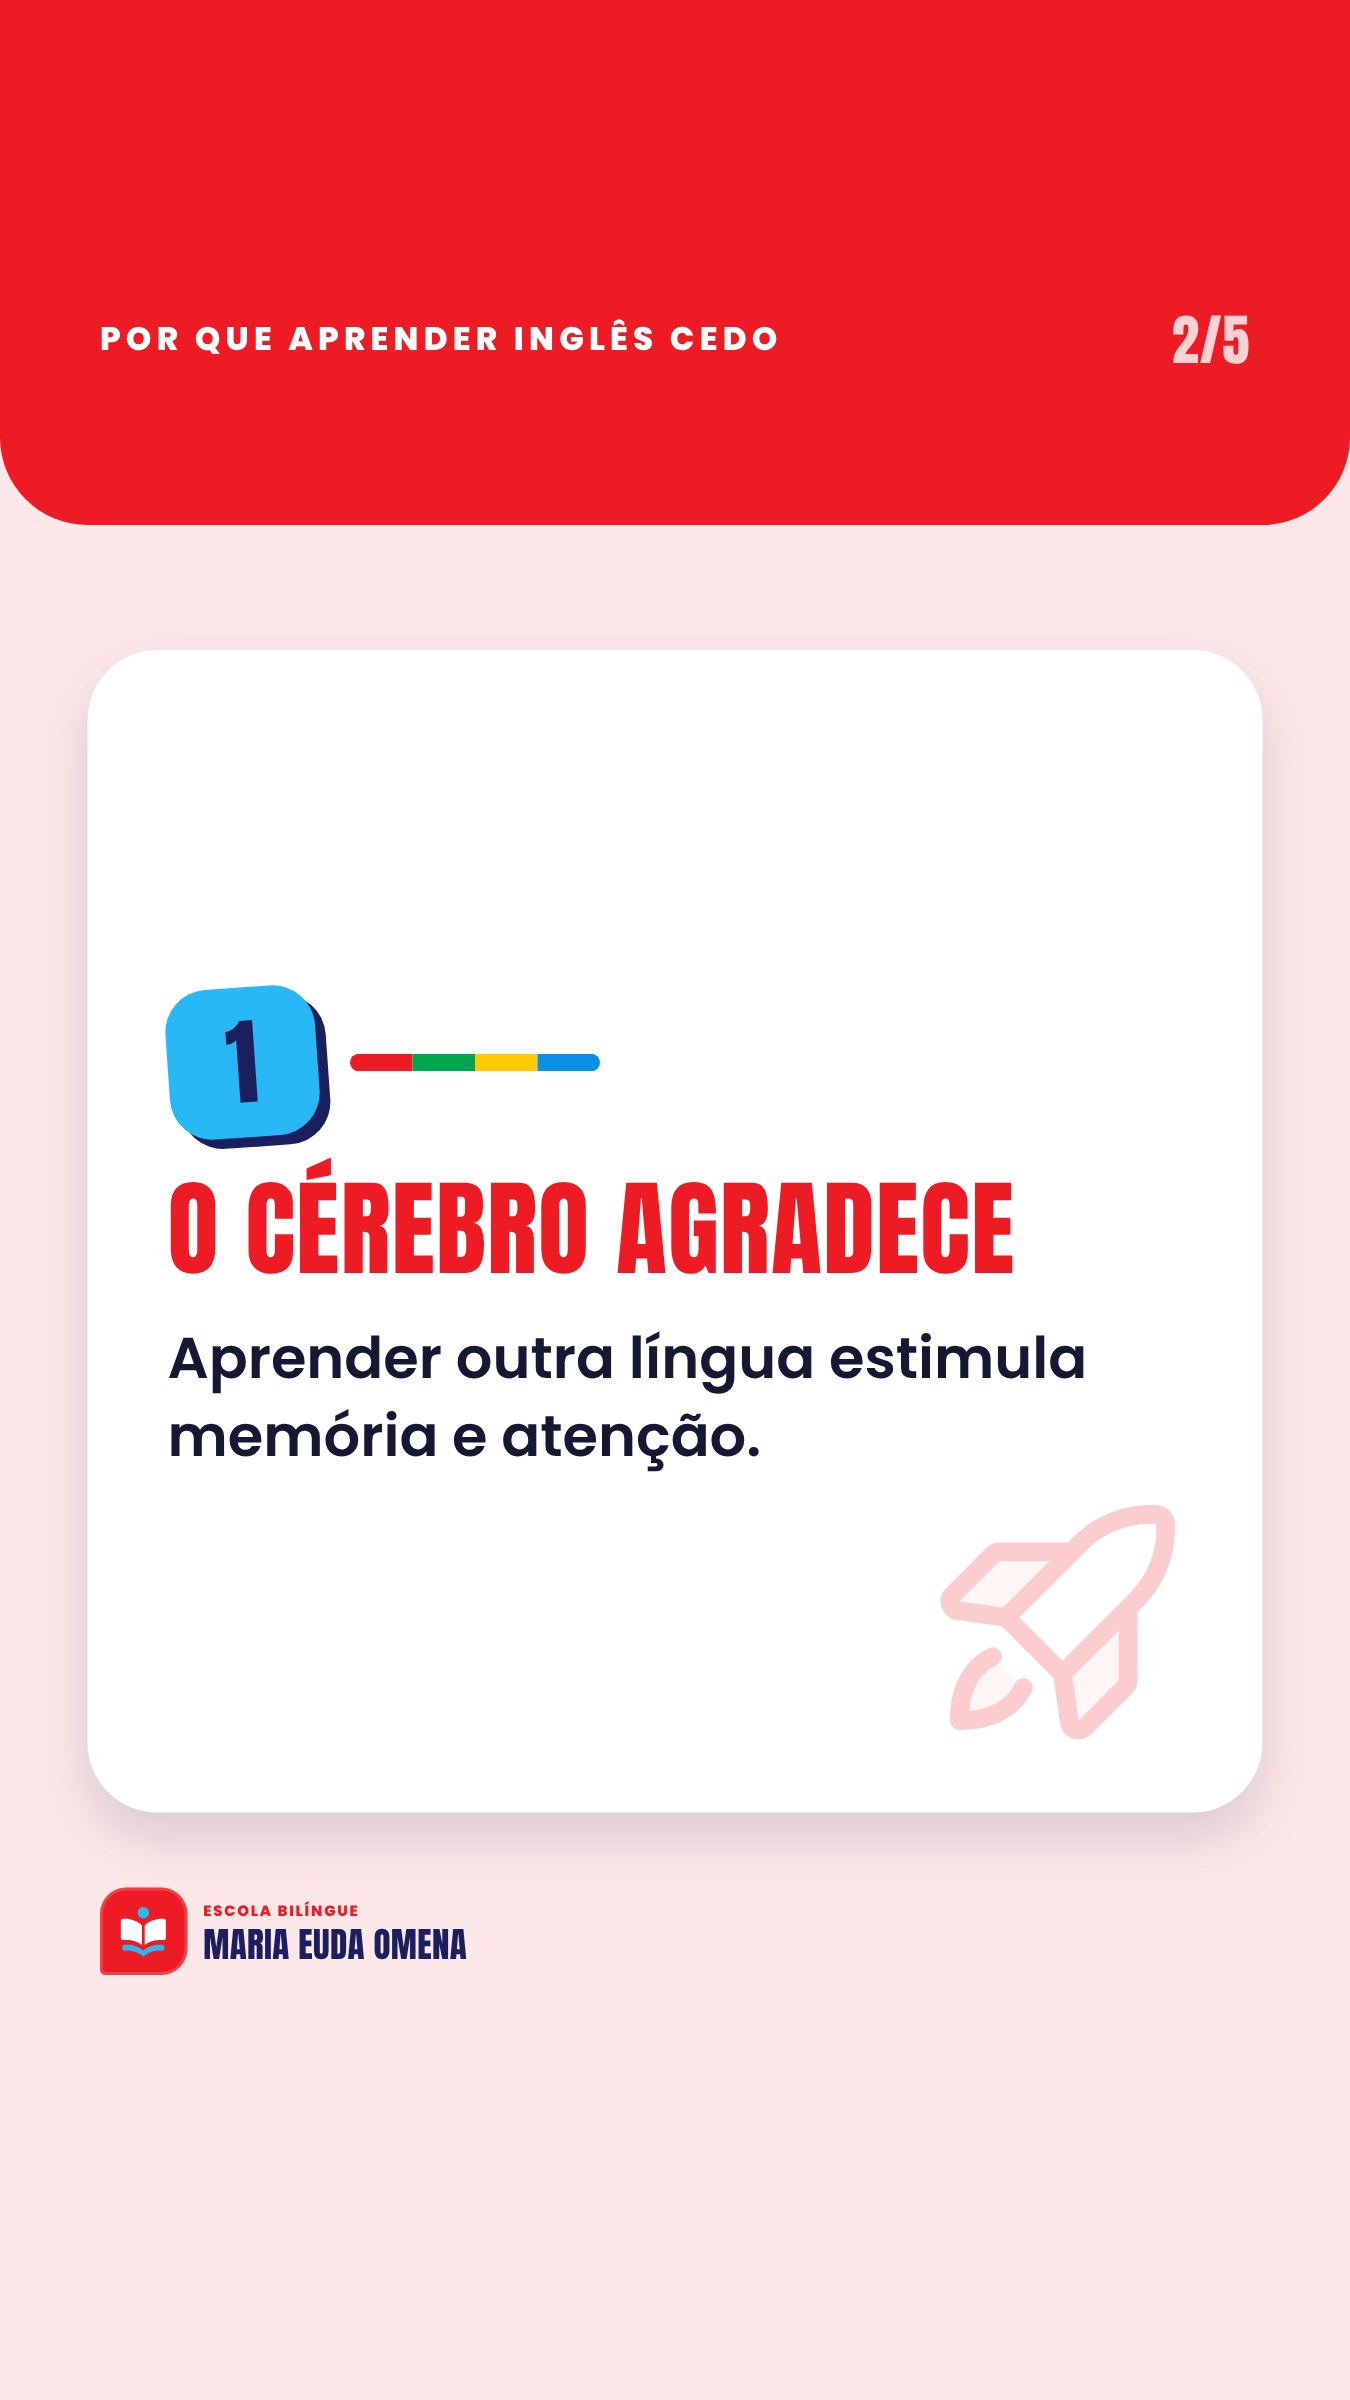 POR QUE APRENDER INGLÊS CEDO
2/5
1
O CÉREBRO AGRADECE
Aprender outra língua estimula
memória e atenção.
ESCOLA BILÍNGUE
MARIA EUDA OMENA